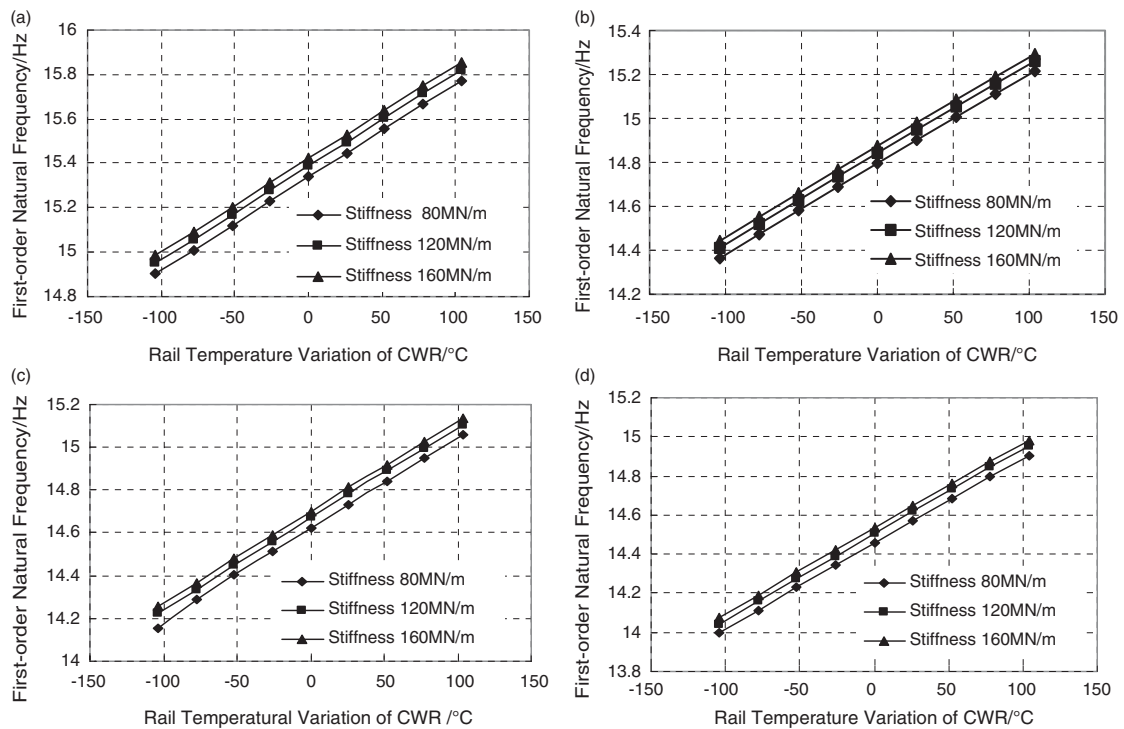 (a)
First-order Natural Frequency/Hz
16
15.8
15.6
15.4
15.2
15
14.8
-150 -100 -50 0 50 100 150
Stiffness 80MN/m
Stiffness 120MN/m
Stiffness 160MN/m
Rail Temperature Variation of CWR/°C
(b)
First-order Natural Frequency/Hz
15.4
15.2
15
14.8
14.6
14.4
14.2
-150 -100 -50 0 50 100 150
Stiffness 80MN/m
Stiffness 120MN/m
Stiffness 160MN/m
Rail Temperature Variation of CWR/°C
(c)
First-order Natural Frequency/Hz
15.2
15
14.8
14.6
14.4
14.2
14
-150 -100 -50 0 50 100 150
Stiffness 80MN/m
Stiffness 120MN/m
Stiffness 160MN/m
Rail Temperatural Variation of CWR /°C
(d)
First-order Natural Frequency/Hz
15.2
15
14.8
14.6
14.4
14.2
14
13.8
-150 -100 -50 0 50 100 150
Stiffness 80MN/m
Stiffness 120MN/m
Stiffness 160MN/m
Rail Temperature Variation of CWR/°C